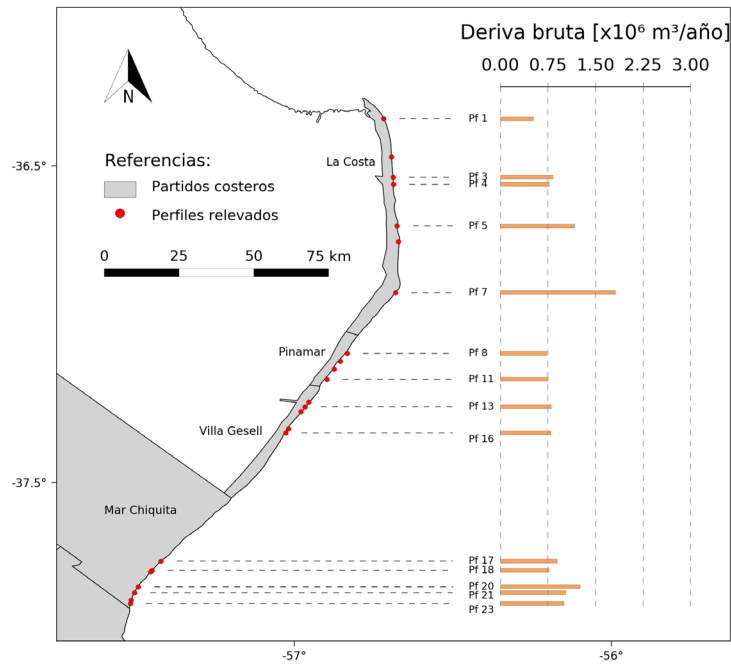 Deriva bruta [x10⁶ m³/año]
0.00 0.75 1.50 2.25 3.00
N
Pf 1
-36.5°
La Costa
Referencias:
Partidos costeros
Perfiles relevados
Pf 3
Pf 4
Pf 5
0 25 50 75 km
Pf 7
Pinamar
Pf 8
Pf 11
Pf 13
Villa Gesell
Pf 16
-37.5°
Mar Chiquita
Pf 17
Pf 18
Pf 20
Pf 21
Pf 23
-57° -56°